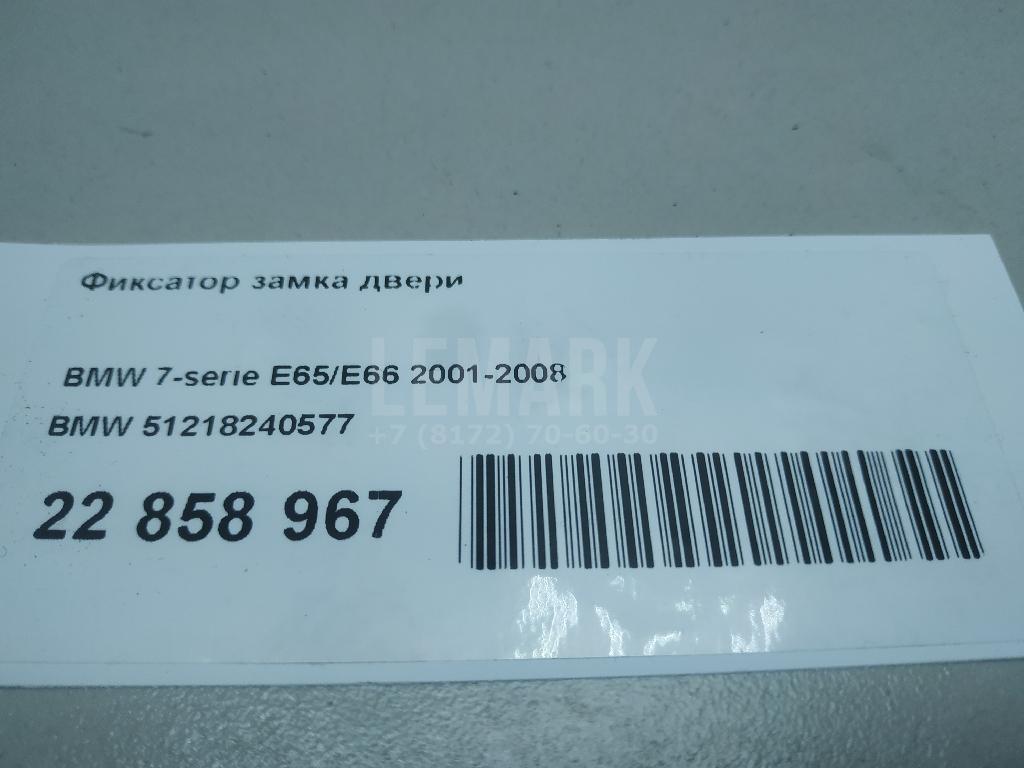 Фиксатор замка двери
BMW 7-serie E65/E66 2001-2008
LEMARK
BMW 51218240577
+7 (8172) 70-60-30
22 858 967